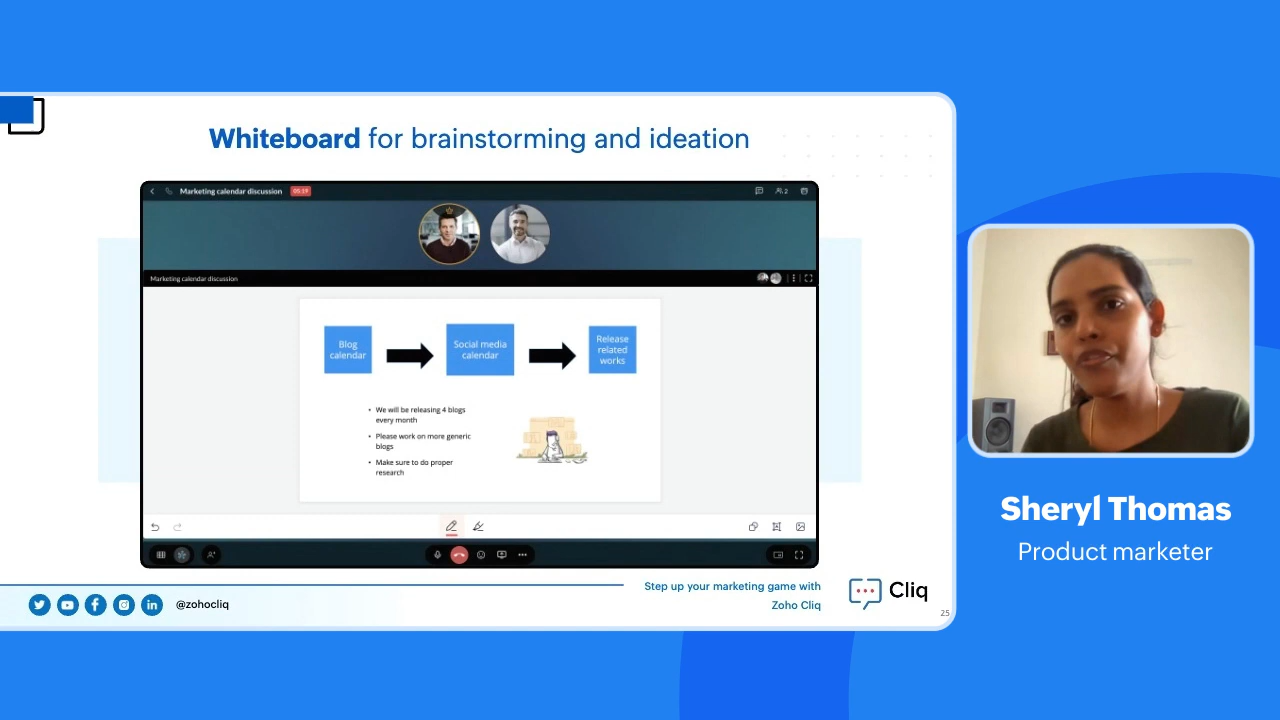 Whiteboard for brainstorming and ideation
Marketing calendar discussion
05:19
2
Marketing calendar discussion
Blog
calendar
Social media
calendar
Release
related
works
• We will be releasing 4 blogs
every month
• Please work on more generic
blogs
• Make sure to do proper
research
Step up your marketing game with
Zoho Cliq
Cliq
@zohocliq
25
Sheryl Thomas
Product marketer